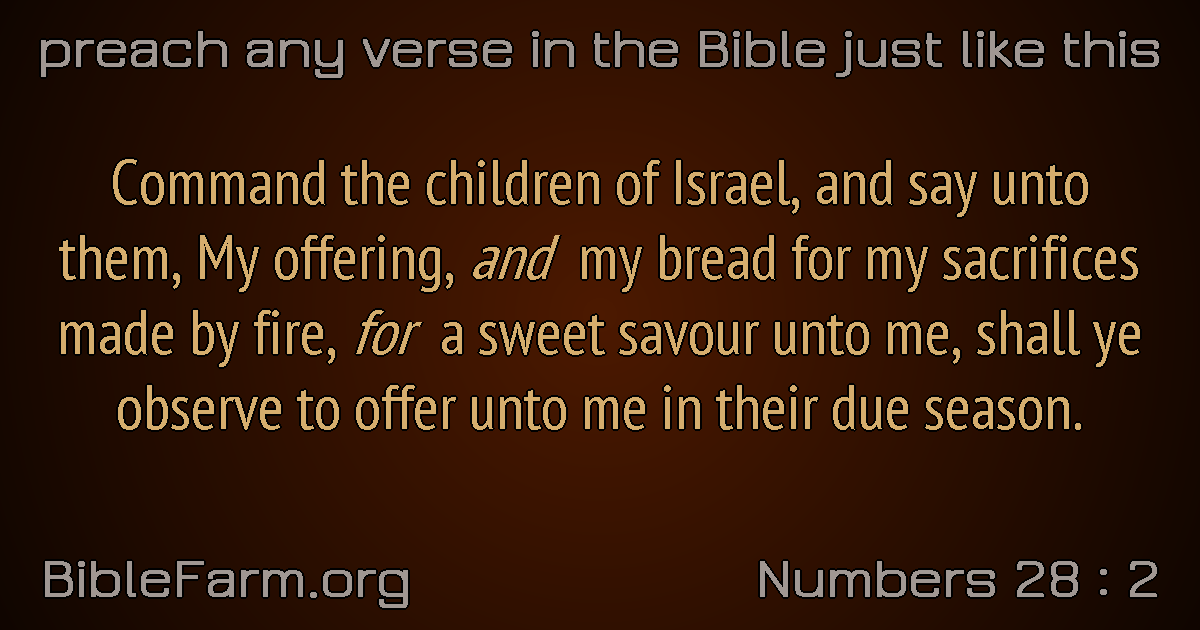 preach any verse in the Bible just like this
Command the children of Israel, and say unto
them, My offering, and my bread for my sacrifices
made by fire, for a sweet savour unto me, shall ye
observe to offer unto me in their due season.
BibleFarm.org
Numbers 28 : 2